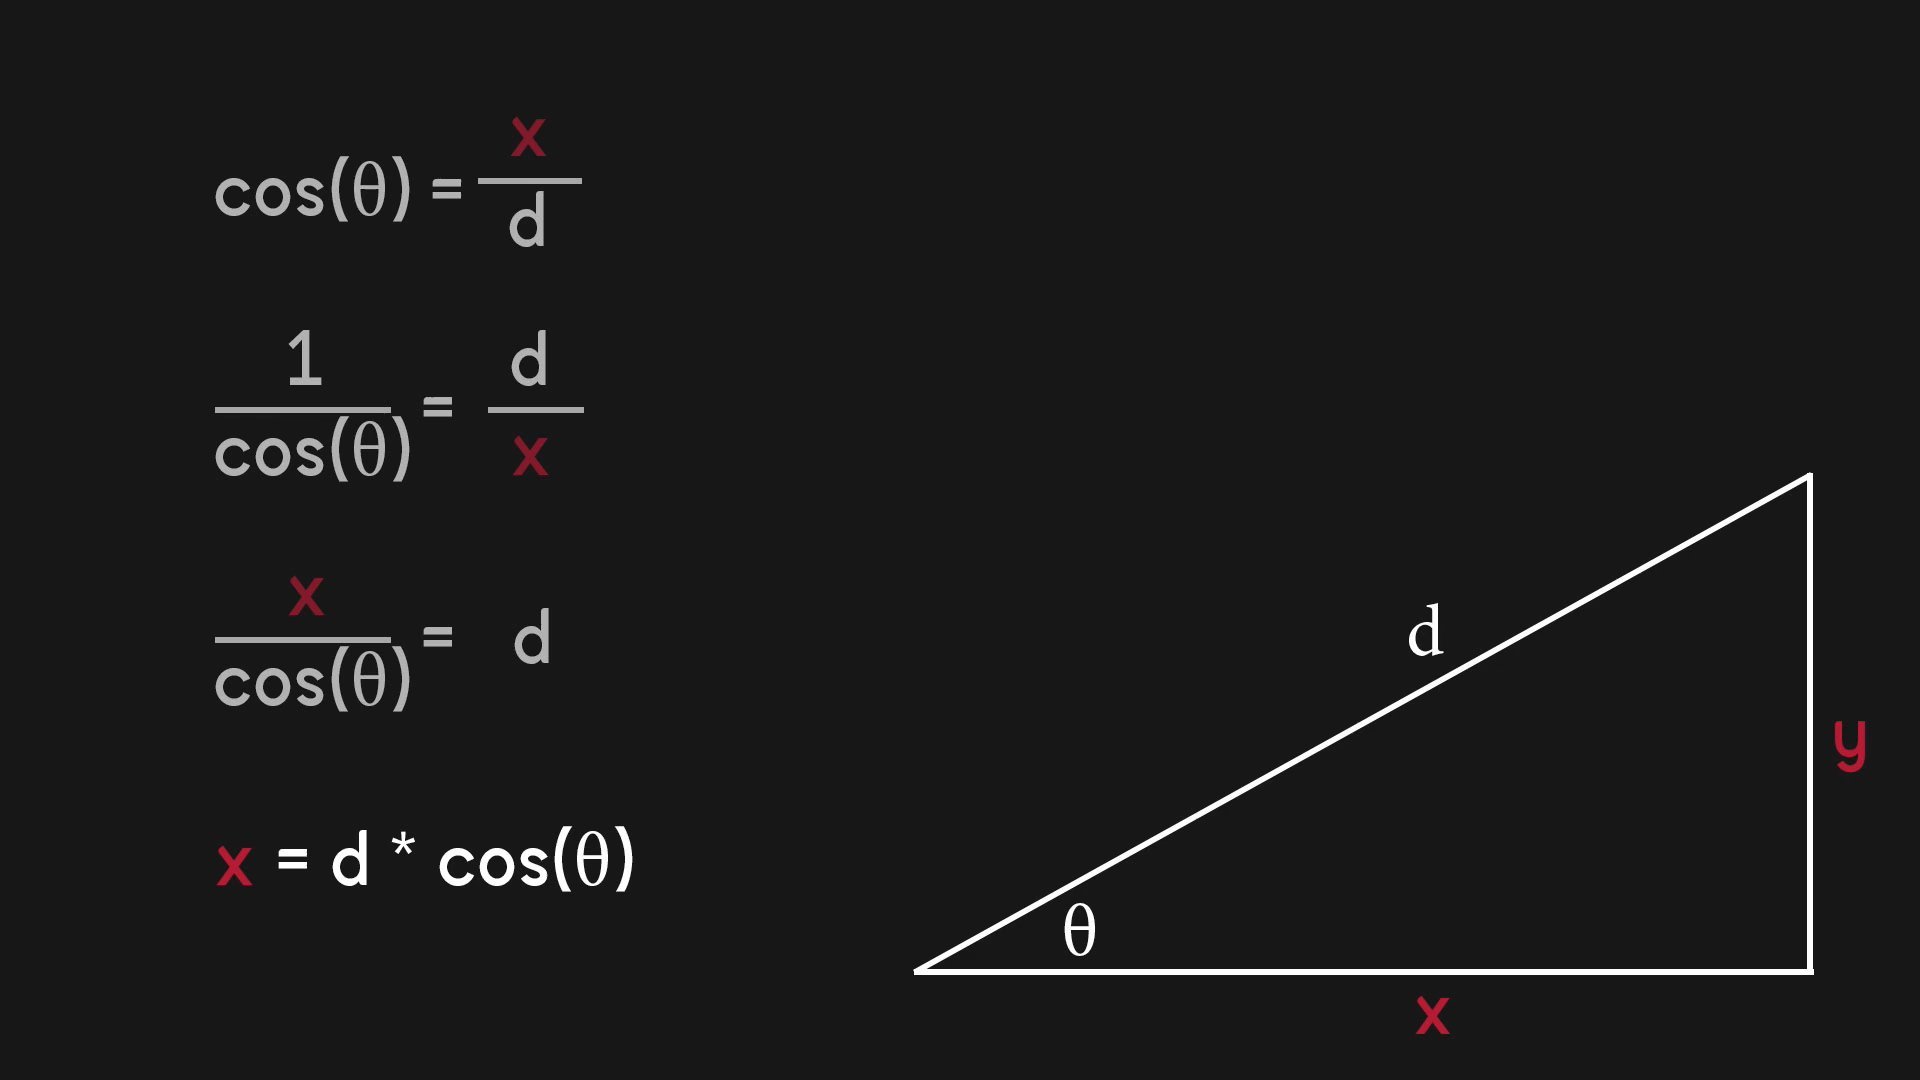 cos(θ) = x/d
1/cos(θ) = d/x
x/cos(θ) = d
x = d * cos(θ)
d
y
θ
x